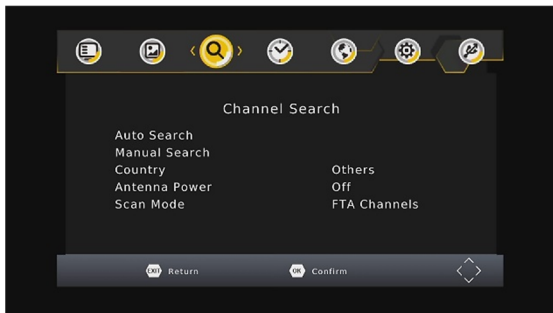 Channel Search
Auto Search
Manual Search
Country Others
Antenna Power Off
Scan Mode FTA Channels
EXIT Return OK Confirm